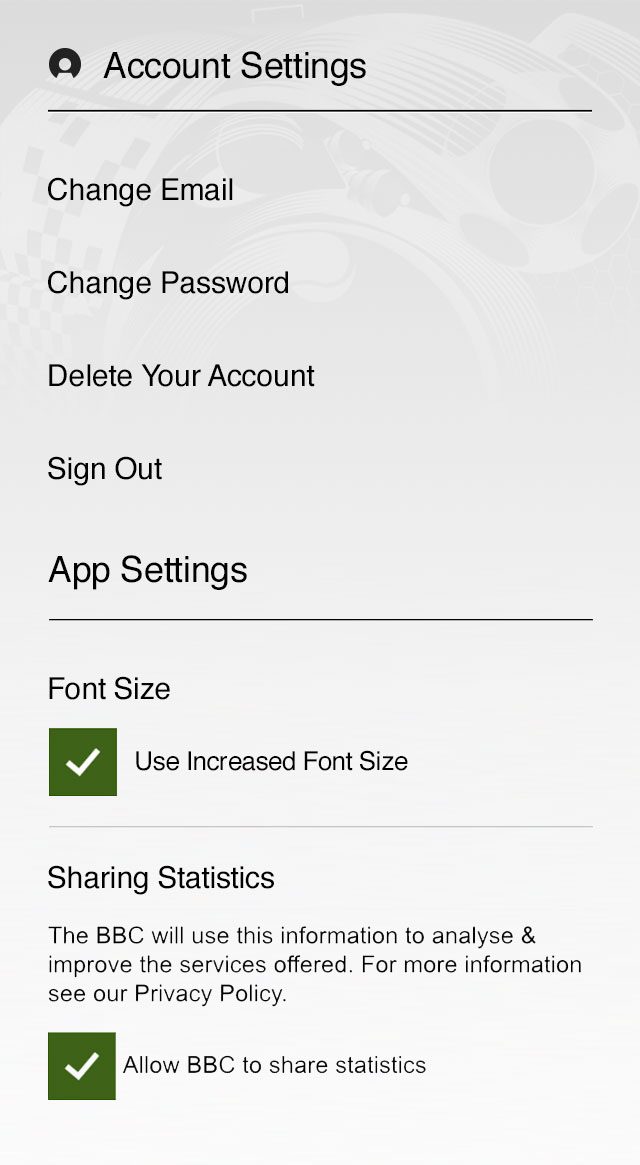 Account Settings
Change Email
Change Password
Delete Your Account
Sign Out
App Settings
Font Size
Use Increased Font Size
Sharing Statistics
The BBC will use this information to analyse &
improve the services offered. For more information
see our Privacy Policy.
Allow BBC to share statistics